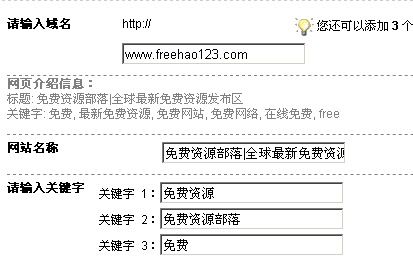 请输入域名 http:// 您还可以添加 3 个
www.freehao123.com
网页介绍信息：
标题: 免费资源部落|全球最新免费资源发布区
关键字: 免费, 最新免费资源, 免费网站, 免费网络, 在线免费, free
网站名称 免费资源部落|全球最新免费资源
请输入关键字 关键字 1： 免费资源
关键字 2： 免费资源部落
关键字 3： 免费